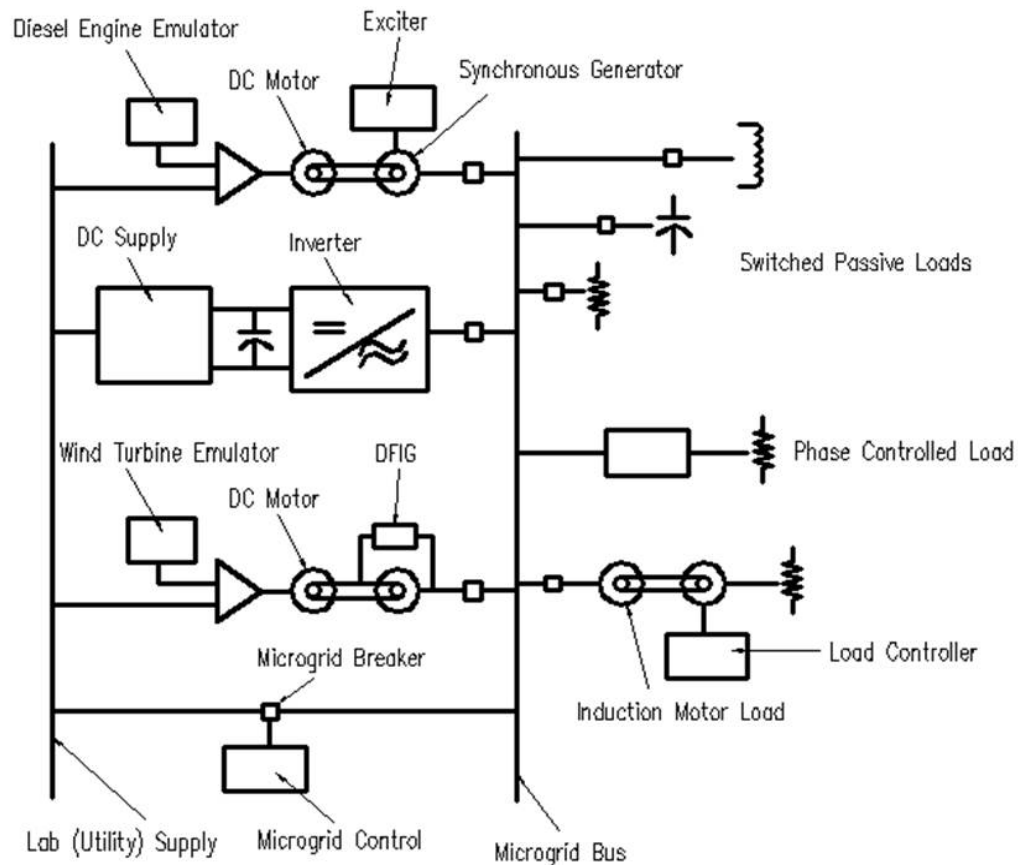 Diesel Engine Emulator
Exciter
DC Motor
Synchronous Generator
DC Supply
Inverter
Switched Passive Loads
Wind Turbine Emulator
DFIG
Phase Controlled Load
DC Motor
Microgrid Breaker
Load Controller
Induction Motor Load
Lab (Utility) Supply
Microgrid Control
Microgrid Bus